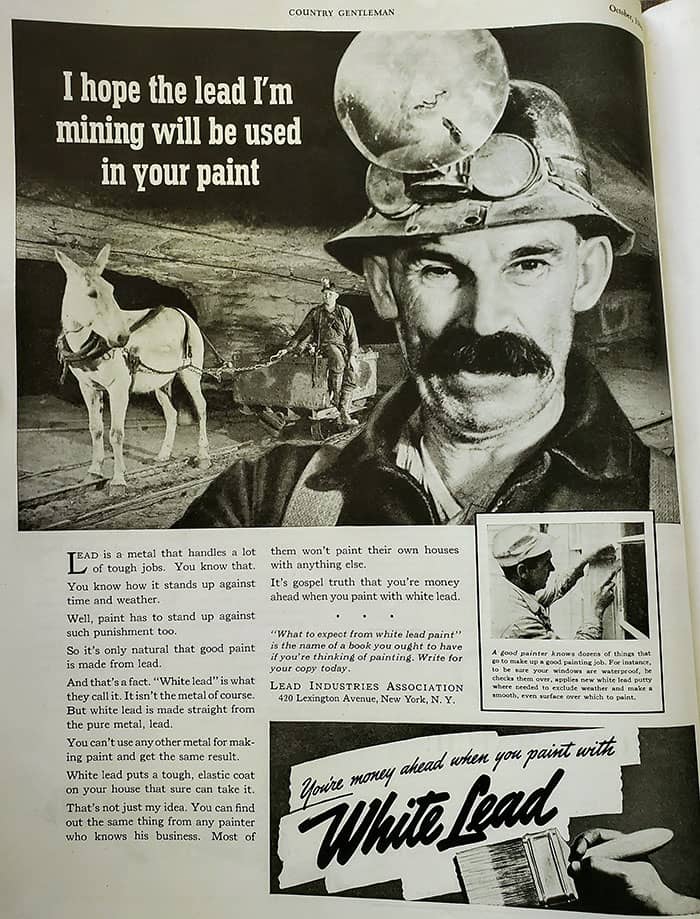 COUNTRY GENTLEMAN
October,
I hope the lead I'm
mining will be used
in your paint
LEAD is a metal that handles a lot
of tough jobs. You know that.
You know how it stands up against
time and weather.
Well, paint has to stand up against
such punishment too.
So it's only natural that good paint
is made from lead.
And that's a fact. "White lead" is what
they call it. It isn't the metal of course.
But white lead is made straight from
the pure metal, lead.
You can't use any other metal for mak-
ing paint and get the same result.
White lead puts a tough, elastic coat
on your house that sure can take it.
That's not just my idea. You can find
out the same thing from any painter
who knows his business. Most of
them won't paint their own houses
with anything else.
It's gospel truth that you're money
ahead when you paint with white lead.
• • •
"What to expect from white lead paint"
is the name of a book you ought to have
if you're thinking of painting. Write for
your copy today.
LEAD INDUSTRIES ASSOCIATION
420 Lexington Avenue, New York, N. Y.
A good painter knows dozens of things that
go to make up a good painting job. For instance,
to be sure your windows are waterproof, he
checks them over, applies new white lead putty
where needed to exclude weather and make a
smooth, even surface over which to paint.
You're money ahead when you paint with
White Lead